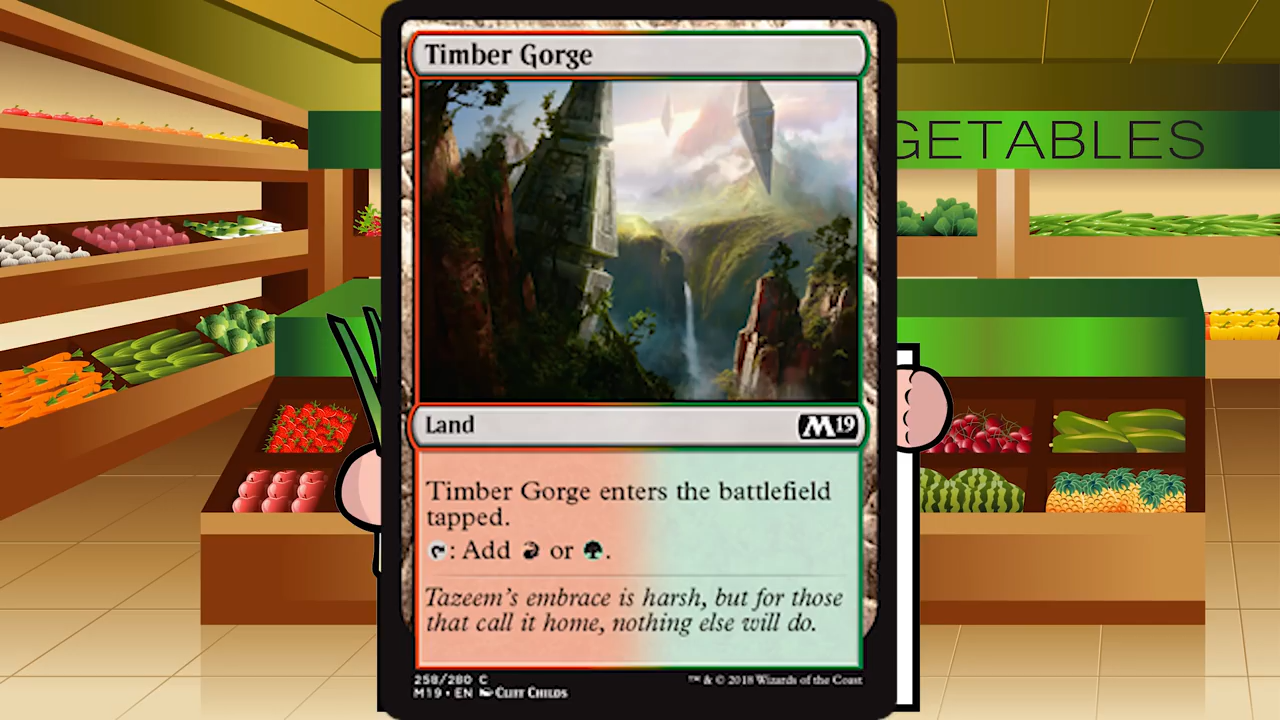 Timber Gorge
GETABLES
Land
M19
Timber Gorge enters the battlefield
tapped.
: Add or .
Tazeem's embrace is harsh, but for those
that call it home, nothing else will do.
258/280 C
M19 • EN Cliff Childs
™ & © 2018 Wizards of the Coast